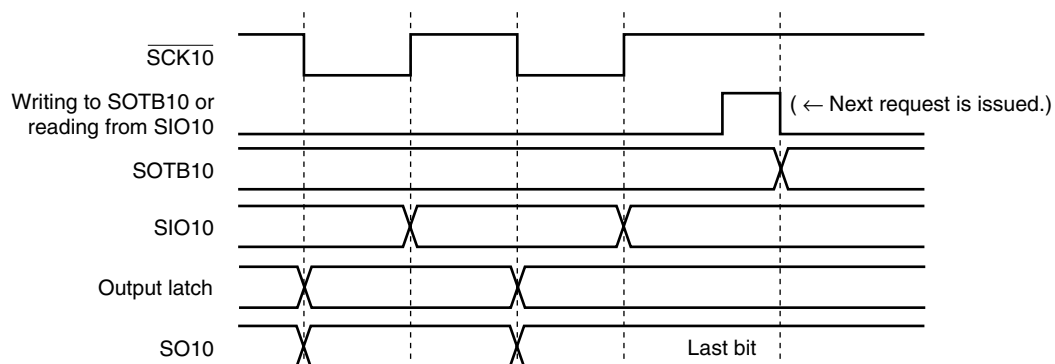 SCK10
Writing to SOTB10 or
reading from SIO10
( ← Next request is issued.)
SOTB10
SIO10
Output latch
SO10
Last bit